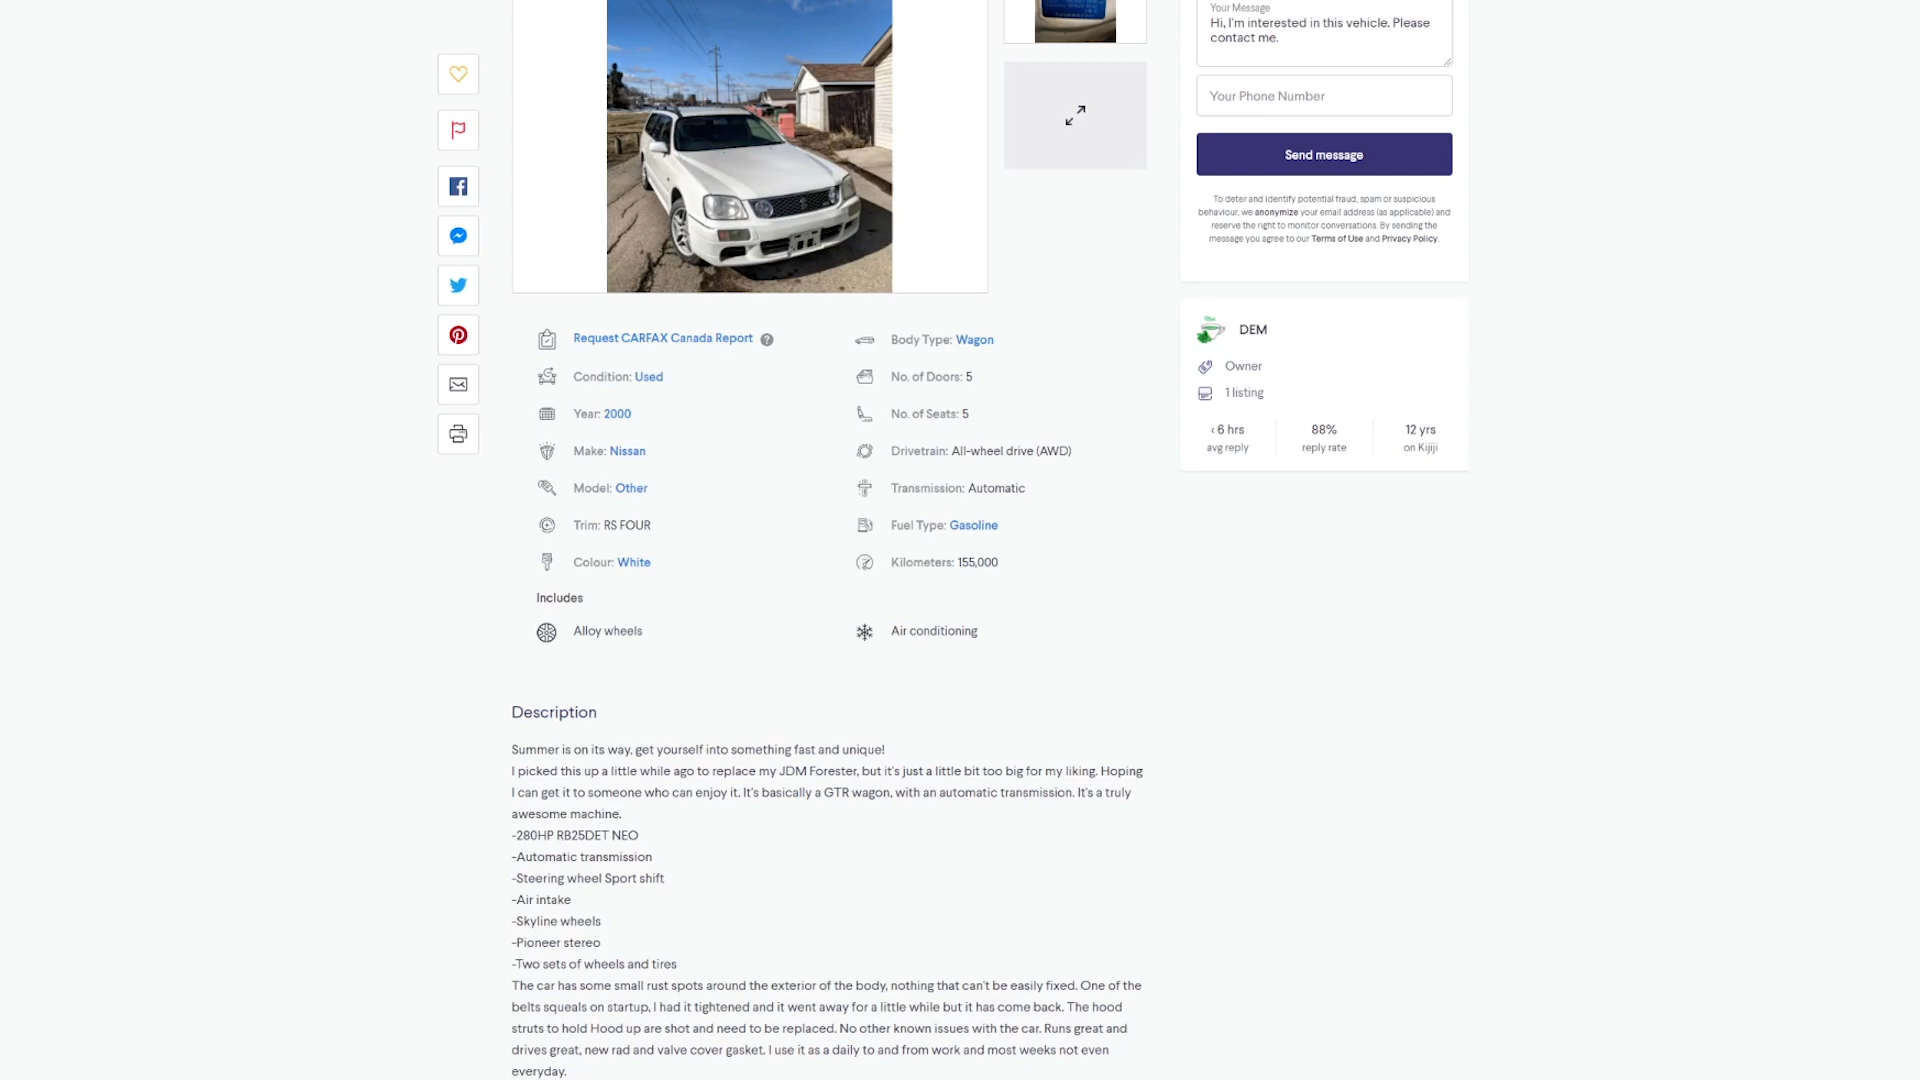 Your Message
Hi, I'm interested in this vehicle. Please
contact me.
Your Phone Number
Send message
To deter and identify potential fraud, spam or suspicious
behaviour, we anonymize your email address (as applicable) and
reserve the right to monitor conversations. By sending the
message you agree to our Terms of Use and Privacy Policy.
DEM
Owner
1 listing
< 6 hrs
avg reply
88%
reply rate
12 yrs
on Kijiji
Request CARFAX Canada Report ?
Condition: Used
Year: 2000
Make: Nissan
Model: Other
Trim: RS FOUR
Colour: White
Body Type: Wagon
No. of Doors: 5
No. of Seats: 5
Drivetrain: All-wheel drive (AWD)
Transmission: Automatic
Fuel Type: Gasoline
Kilometers: 155,000
Includes
Alloy wheels
Air conditioning
Description
Summer is on its way, get yourself into something fast and unique!
I picked this up a little while ago to replace my JDM Forester, but it's just a little bit too big for my liking. Hoping
I can get it to someone who can enjoy it. It's basically a GTR wagon, with an automatic transmission. It's a truly
awesome machine.
-280HP RB25DET NEO
-Automatic transmission
-Steering wheel Sport shift
-Air intake
-Skyline wheels
-Pioneer stereo
-Two sets of wheels and tires
The car has some small rust spots around the exterior of the body, nothing that can't be easily fixed. One of the
belts squeals on startup, I had it tightened and it went away for a little while but it has come back. The hood
struts to hold Hood up are shot and need to be replaced. No other known issues with the car. Runs great and
drives great, new rad and valve cover gasket. I use it as a daily to and from work and most weeks not even
everyday.